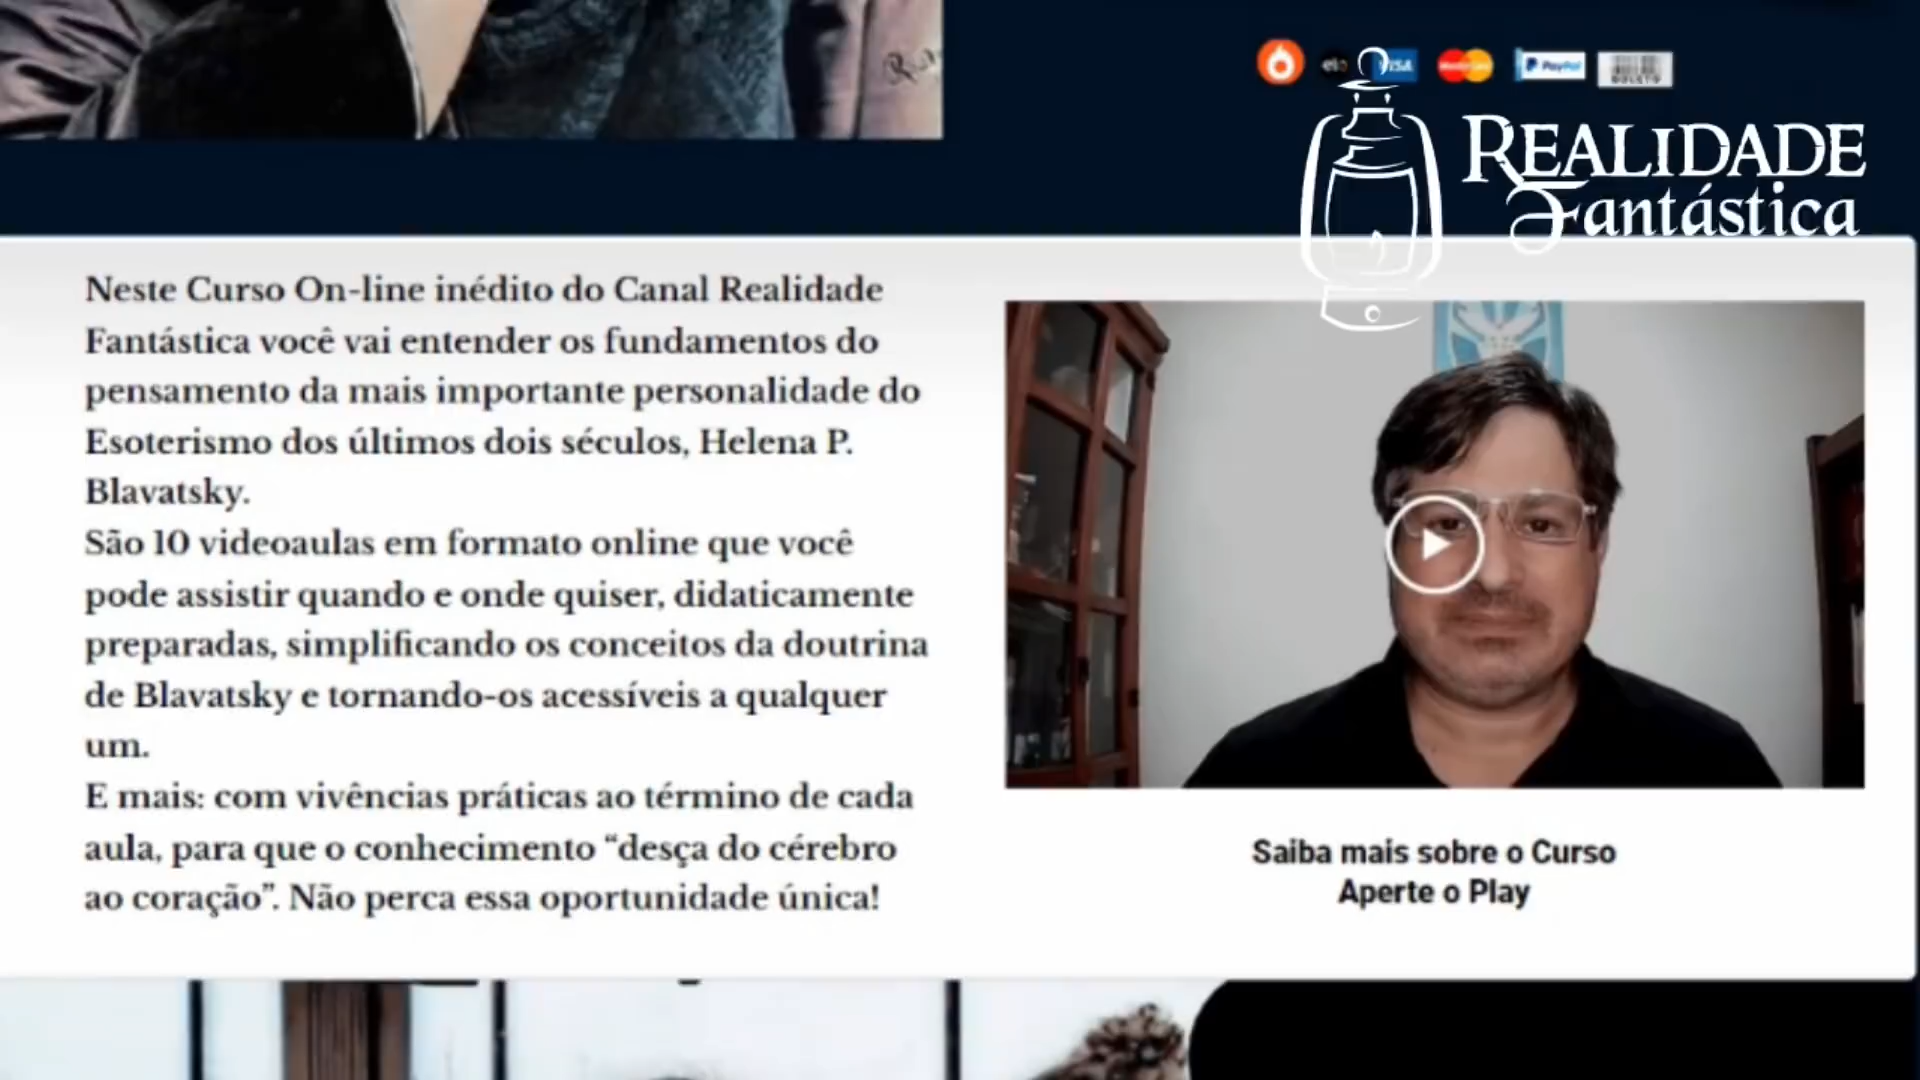 elo VISA PayPal
BOLETO
REALIDADE
Fantástica
Neste Curso On-line inédito do Canal Realidade
Fantástica você vai entender os fundamentos do
pensamento da mais importante personalidade do
Esoterismo dos últimos dois séculos, Helena P.
Blavatsky.
São 10 videoaulas em formato online que você
pode assistir quando e onde quiser, didaticamente
preparadas, simplificando os conceitos da doutrina
de Blavatsky e tornando-os acessíveis a qualquer
um.
E mais: com vivências práticas ao término de cada
aula, para que o conhecimento “desça do cérebro
ao coração”. Não perca essa oportunidade única!
Saiba mais sobre o Curso
Aperte o Play